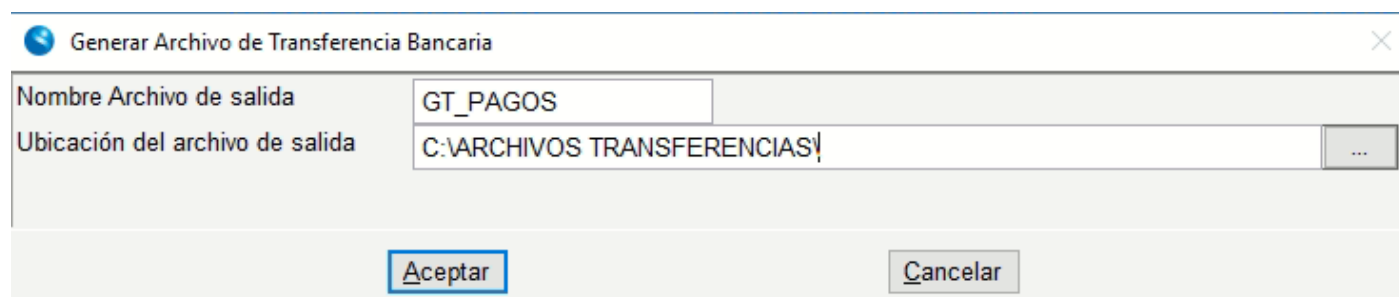 Generar Archivo de Transferencia Bancaria
Nombre Archivo de salida GT_PAGOS
Ubicación del archivo de salida C:\ARCHIVOS TRANSFERENCIAS\ ...
Aceptar Cancelar